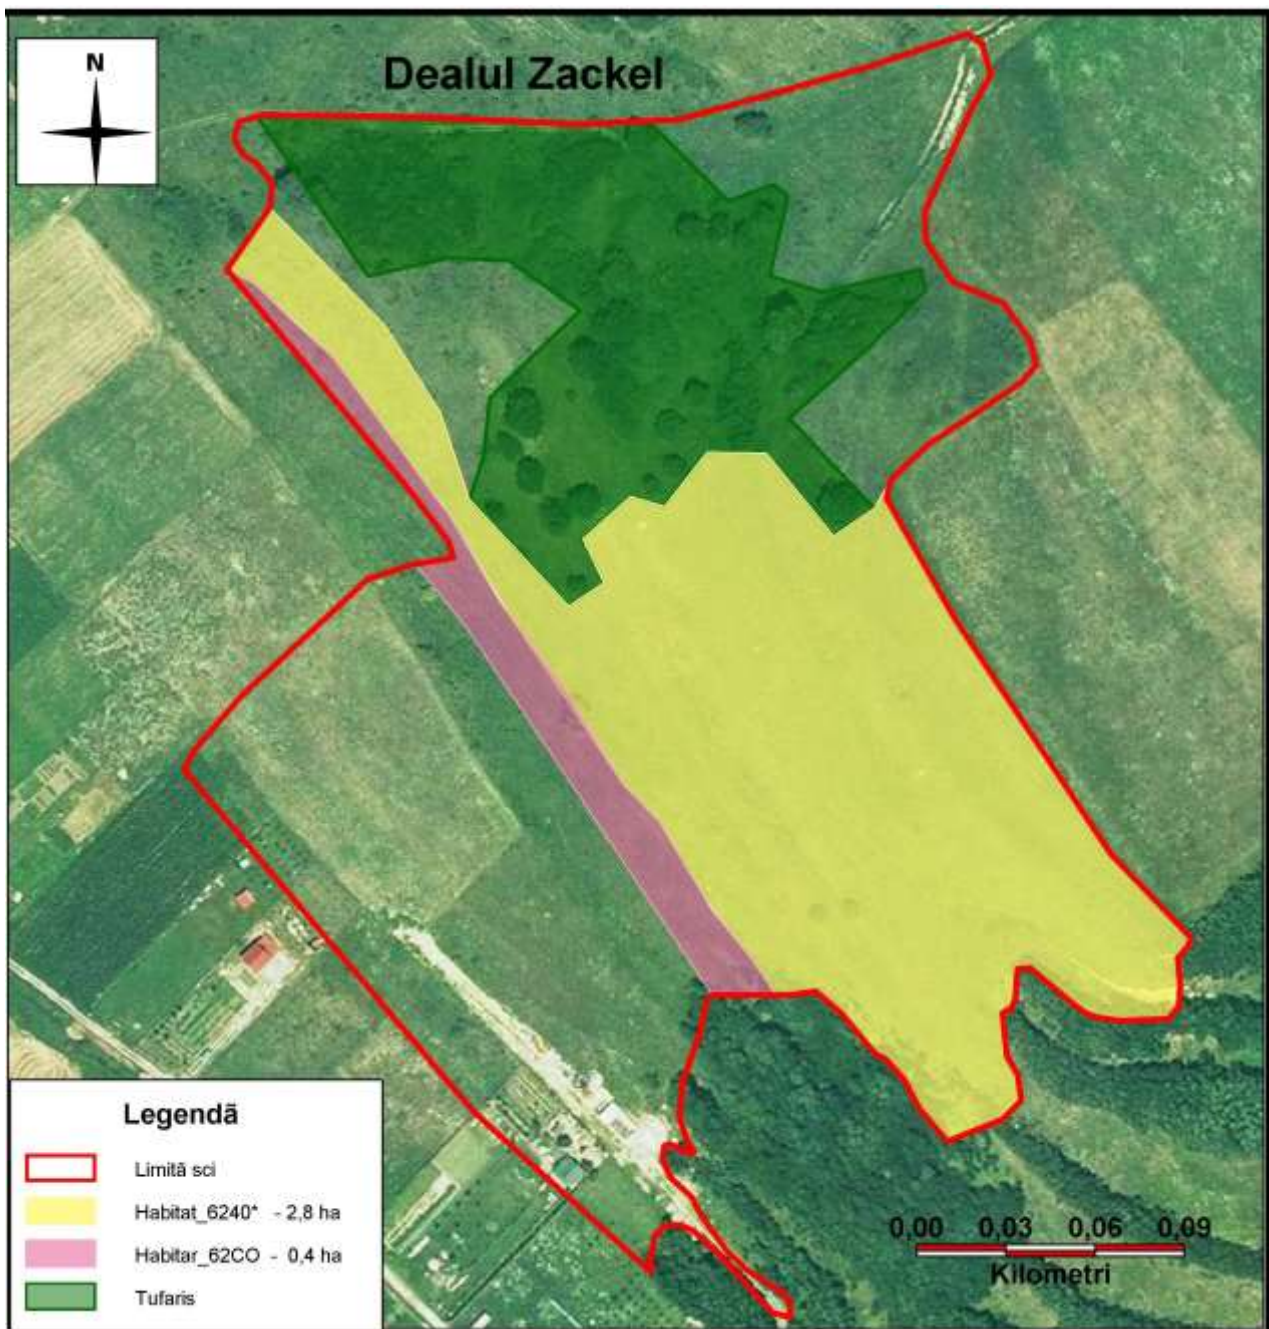 N
Dealul Zackel
Legendã
Limită sci
Habitat_6240* - 2,8 ha
Habitar_62CO - 0,4 ha
Tufaris
0,00 0,03 0,06 0,09
Kilometri